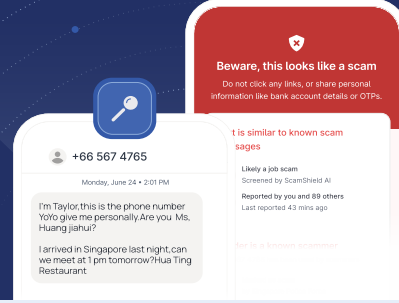 Beware, this looks like a scam
Do not click any links, or share personal
information like bank account details or OTPs.
t is similar to known scam
sages
Likely a job scam
Screened by ScamShield AI
Reported by you and 89 others
Last reported 43 mins ago
+66 567 4765
Monday, June 24 • 2:01 PM
I'm Taylor,this is the phone number
YoYo give me personally.Are you  Ms,
Huang jiahui?
I arrived in Singapore last night,can
we meet at 1 pm tomorrow?Hua Ting
Restaurant